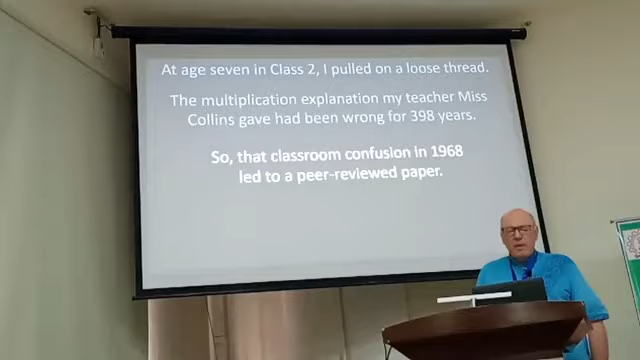 At age seven in Class 2, I pulled on a loose thread.
The multiplication explanation my teacher Miss
Collins gave had been wrong for 398 years.
So, that classroom confusion in 1968
led to a peer-reviewed paper.